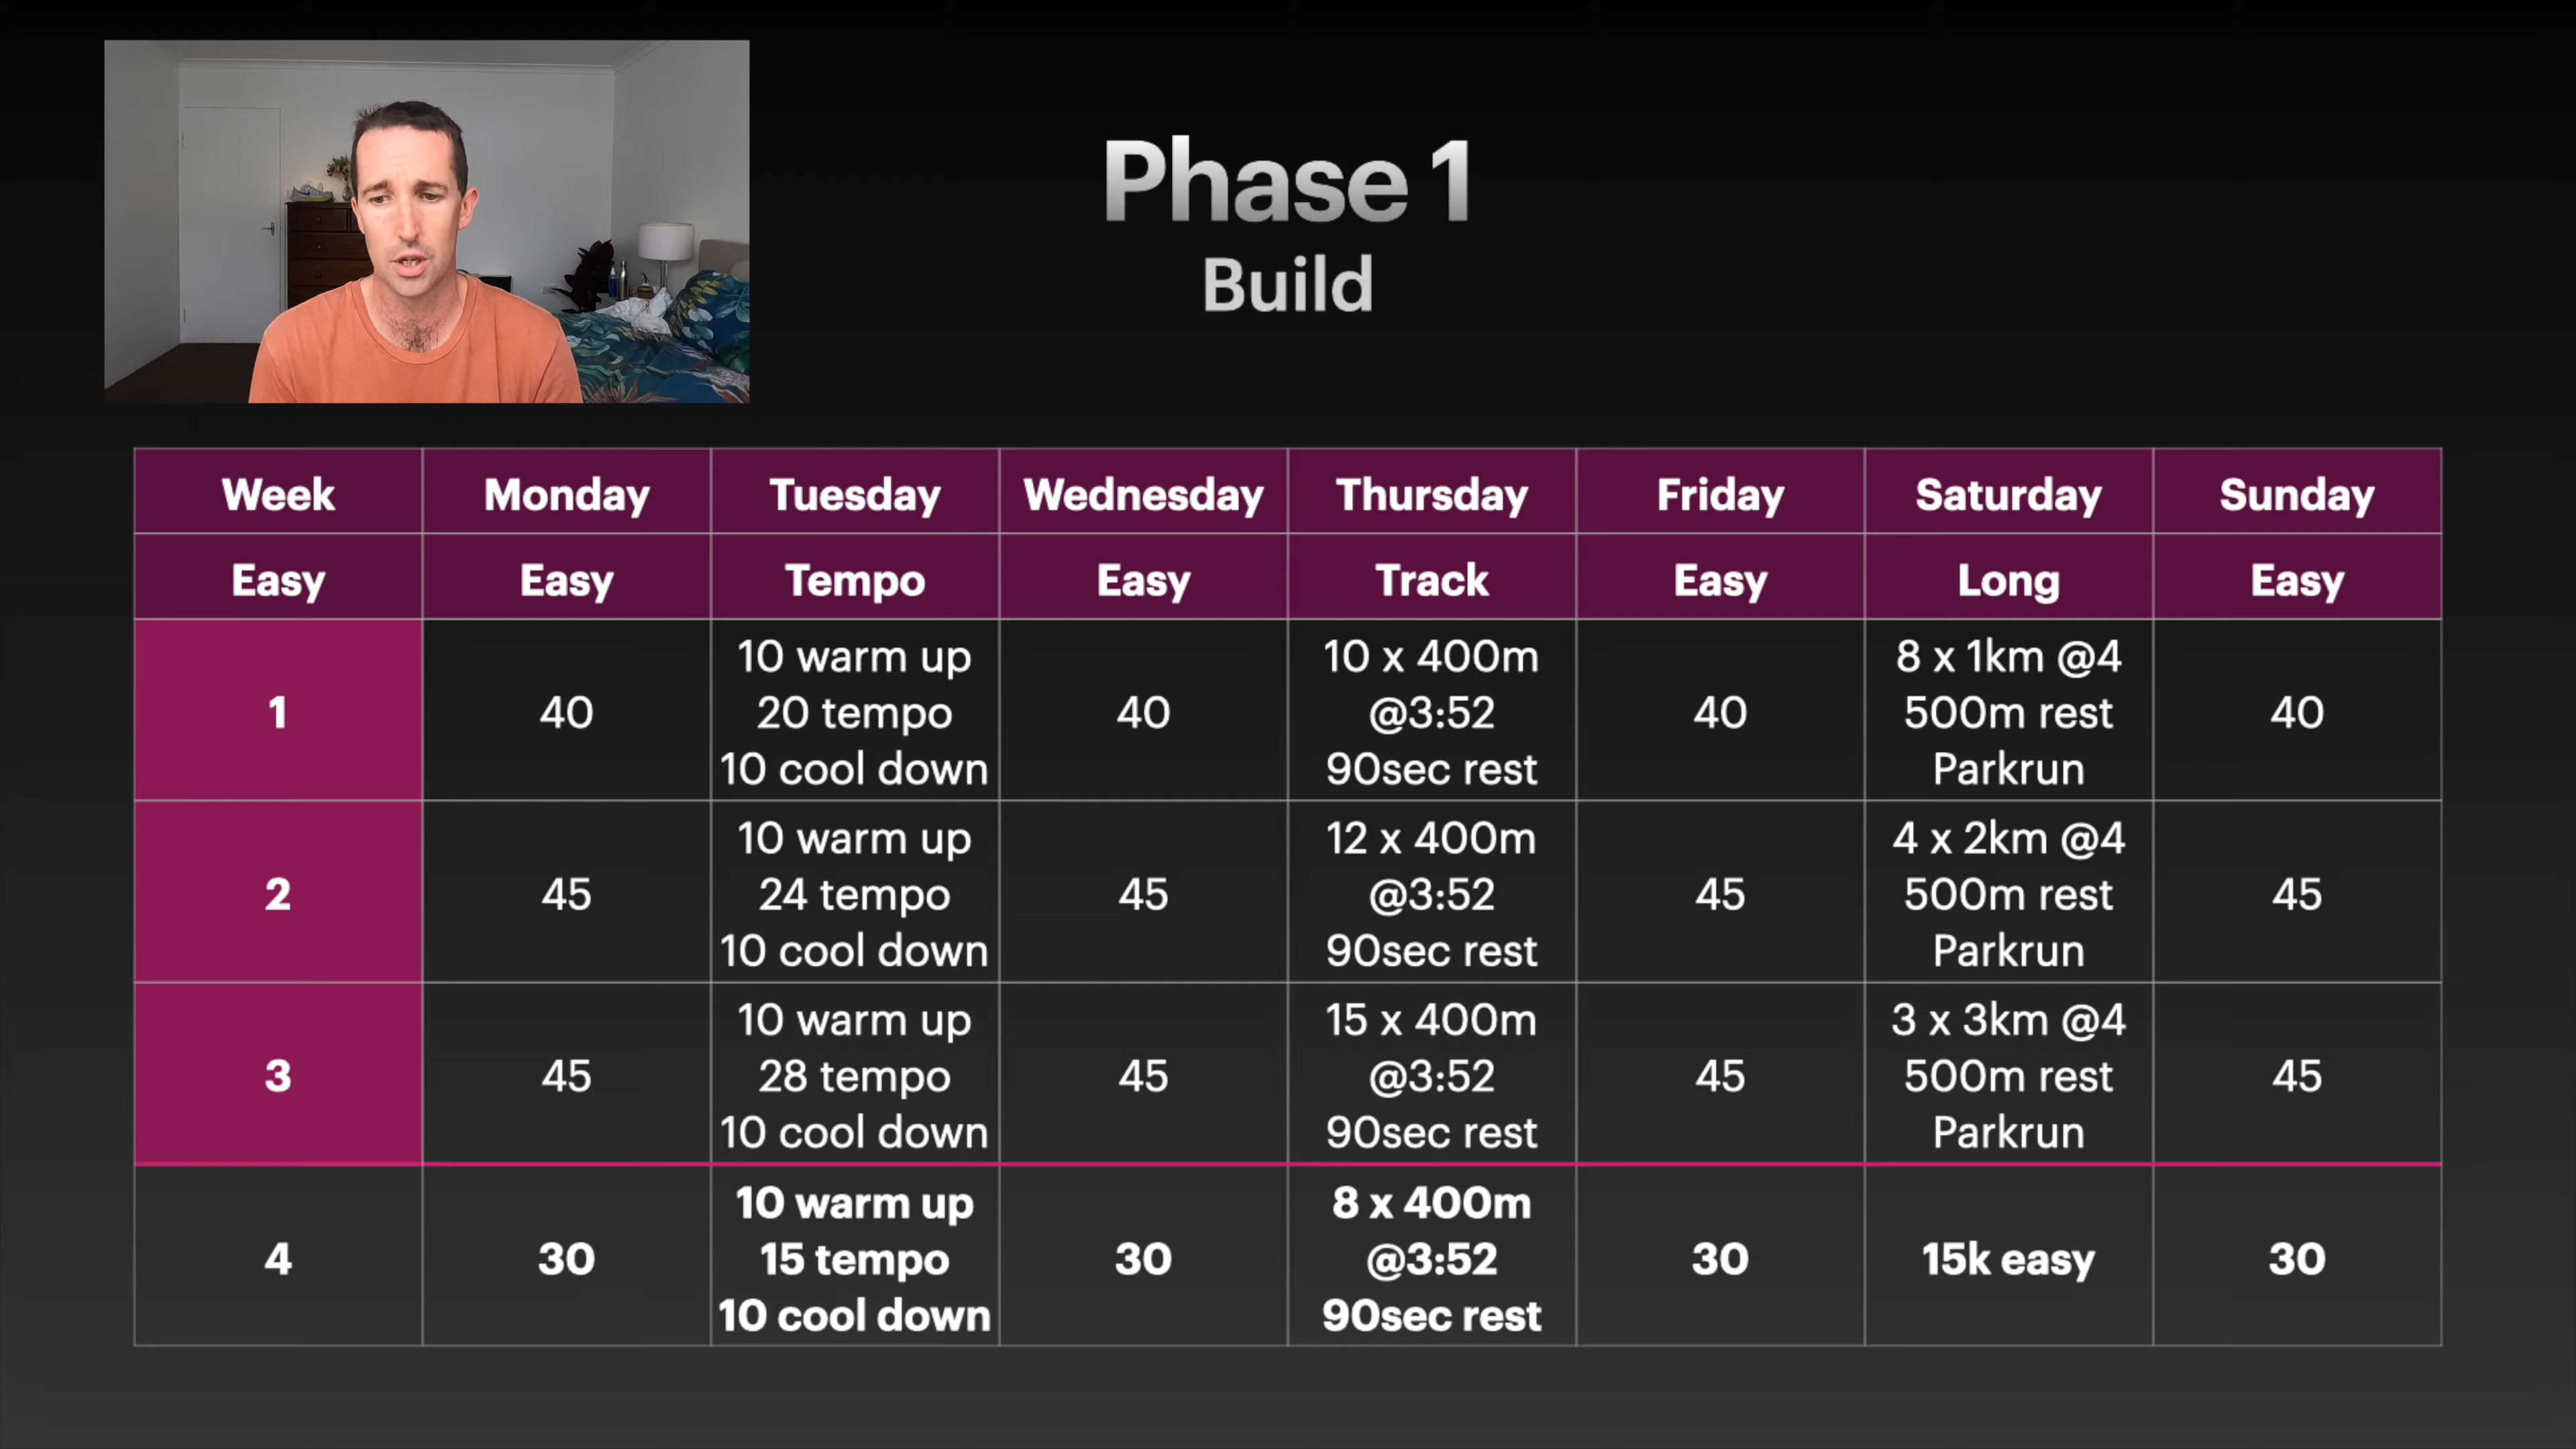 Phase 1
Build
Week Monday Tuesday Wednesday Thursday Friday Saturday Sunday
Easy Easy Tempo Easy Track Easy Long Easy
1
40
10 warm up
20 tempo
10 cool down
40
10 x 400m
@3:52
90sec rest
40
8 x 1km @4
500m rest
Parkrun
40
2
45
10 warm up
24 tempo
10 cool down
45
12 x 400m
@3:52
90sec rest
45
4 x 2km @4
500m rest
Parkrun
45
3
45
10 warm up
28 tempo
10 cool down
45
15 x 400m
@3:52
90sec rest
45
3 x 3km @4
500m rest
Parkrun
45
4
30
10 warm up
15 tempo
10 cool down
30
8 x 400m
@3:52
90sec rest
30
15k easy
30